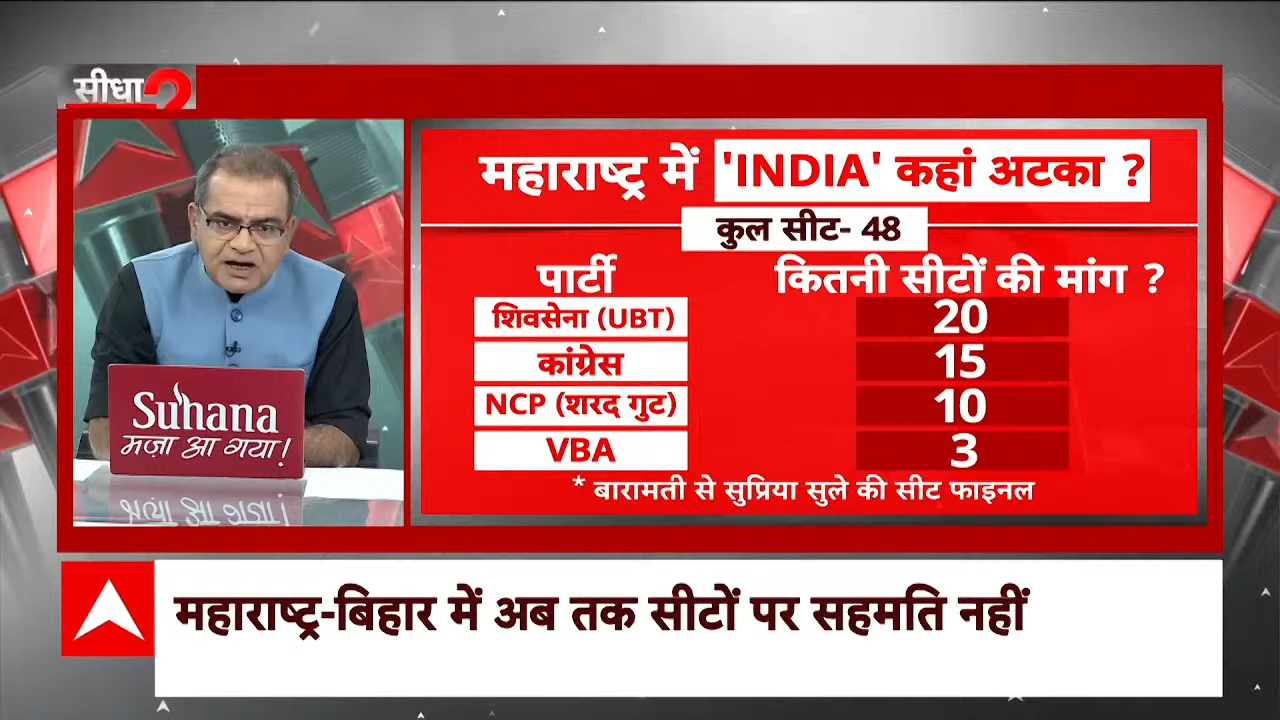 सीधा
महाराष्ट्र में 'INDIA' कहां अटका ?
कुल सीट- 48
पार्टी कितनी सीटों की मांग ?
शिवसेना (UBT) 20
कांग्रेस 15
NCP (शरद गुट) 10
VBA 3
* बारामती से सुप्रिया सुले की सीट फाइनल
Suhana
मज़ा आ गया!
महाराष्ट्र-बिहार में अब तक सीटों पर सहमति नहीं